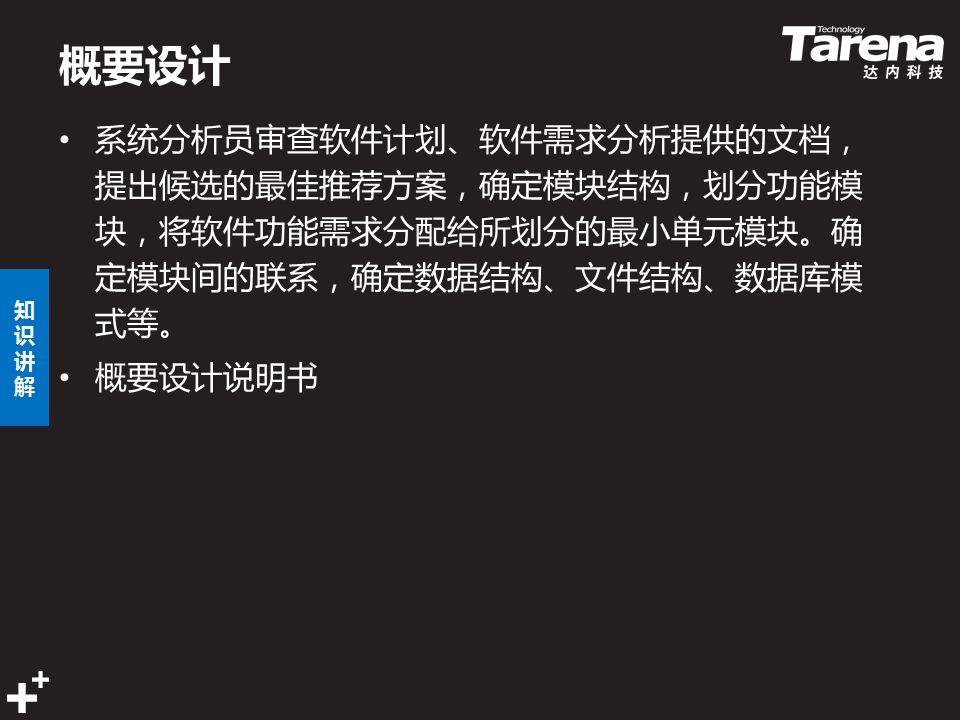 概要设计
Technology
Tarena
达内科技
• 系统分析员审查软件计划、软件需求分析提供的文档，
提出候选的最佳推荐方案，确定模块结构，划分功能模
块，将软件功能需求分配给所划分的最小单元模块。确
定模块间的联系，确定数据结构、文件结构、数据库模
式等。
• 概要设计说明书
知
识
讲
解